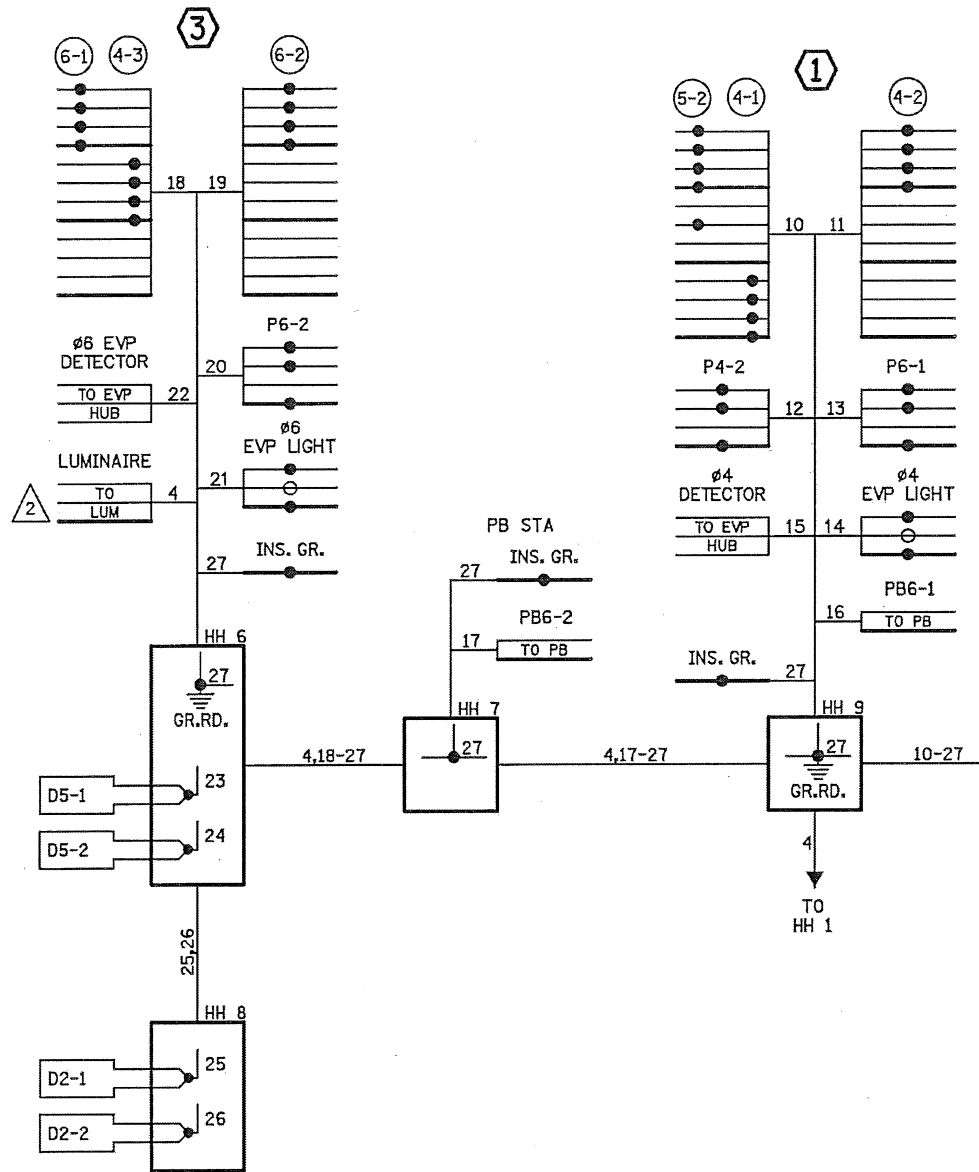 3
6-1 4-3 6-2
18 19
P6-2
ø6 EVP
DETECTOR
TO EVP
HUB
22
20
ø6
EVP LIGHT
21
LUMINAIRE
TO
LUM
2
4
27
INS. GR.
HH 6
27
GR.RD.
D5-1
23
D5-2
24
25,26
HH 8
D2-1
25
D2-2
26
4,18-27
PB STA
27
INS. GR.
PB6-2
17
TO PB
HH 7
27
4,17-27
1
5-2 4-1 4-2
10 11
P4-2 P6-1
12 13
ø4
DETECTOR
TO EVP
HUB
15 14
ø4
EVP LIGHT
PB6-1
16
TO PB
INS. GR.
27
HH 9
27
GR.RD.
10-27
4
TO
HH 1